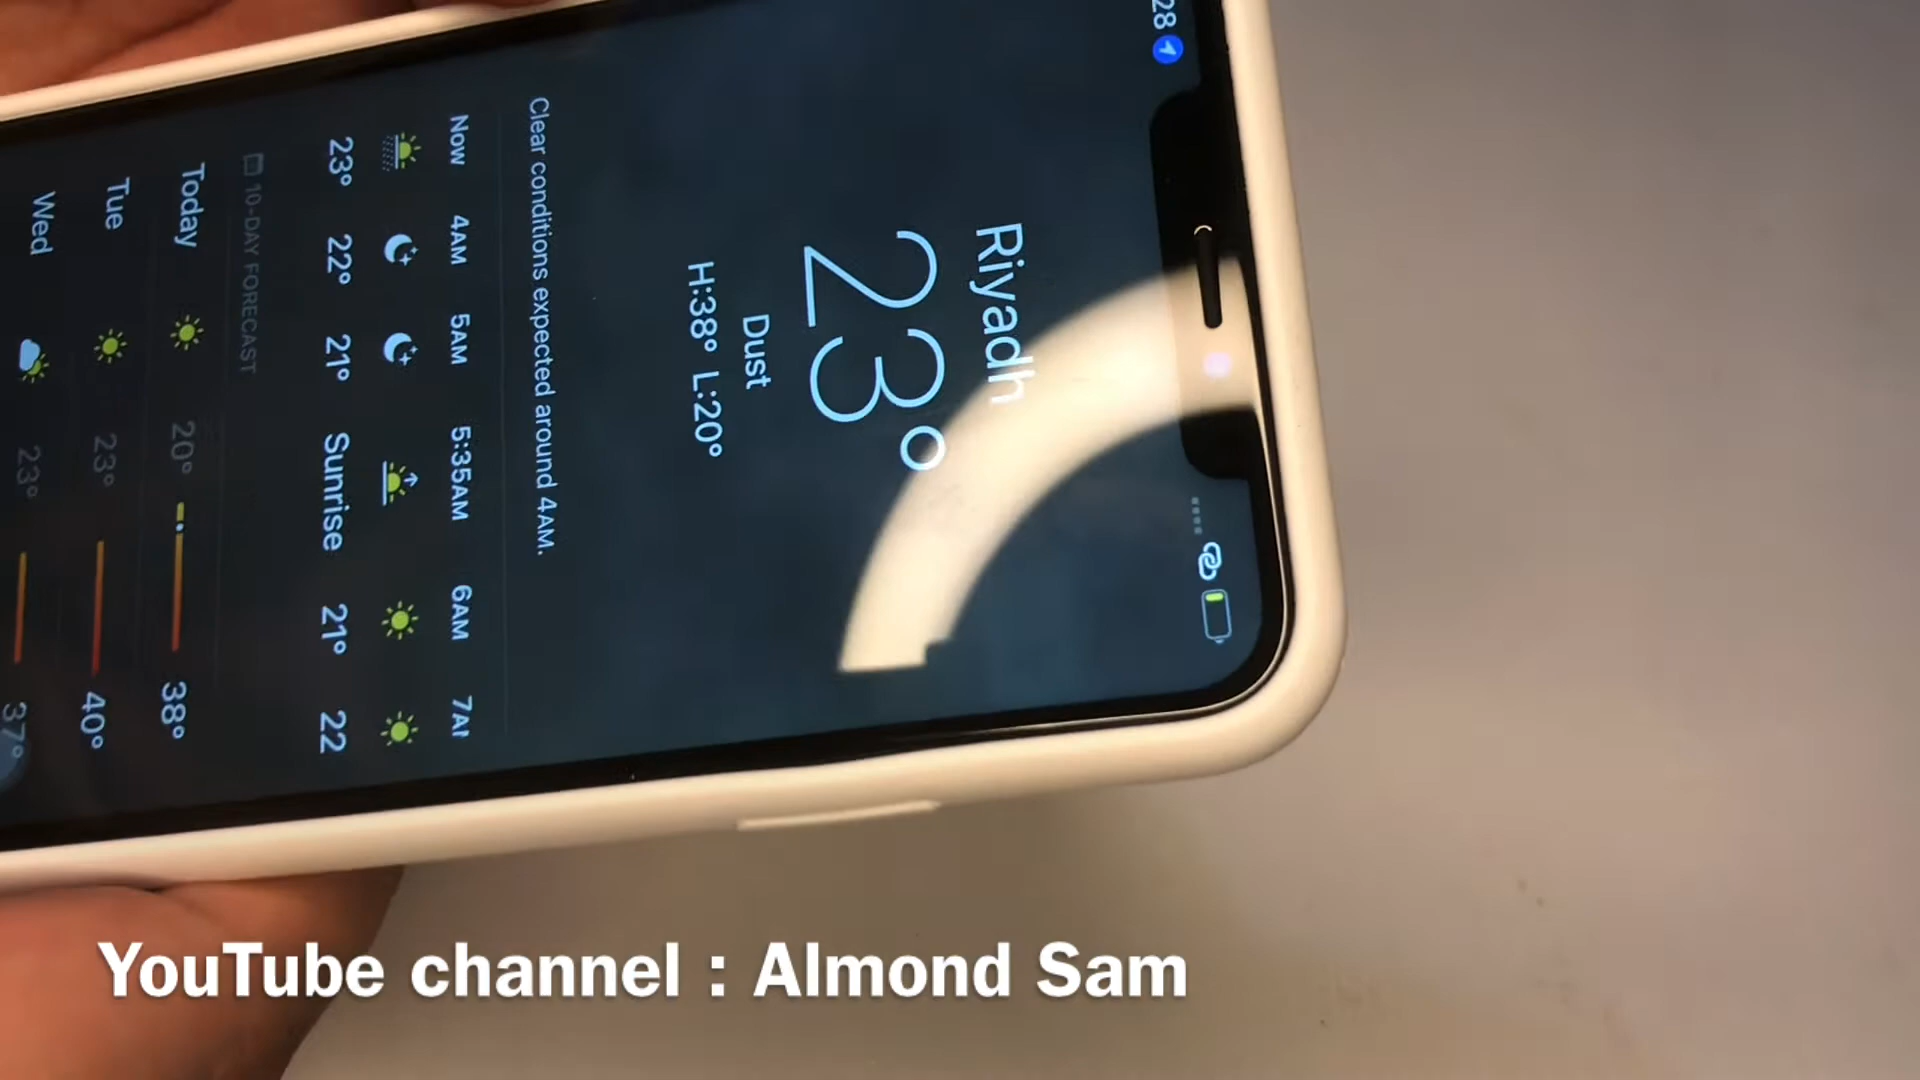 28
Riyadh
23°
Dust
H:38° L:20°
Clear conditions expected around 4AM.
Now 4AM 5AM 5:35AM 6AM
23° 22° 21° Sunrise 21° 22
10-DAY FORECAST
Today 20° 38°
Tue 23° 40°
Wed 23° 37°
YouTube channel : Almond Sam